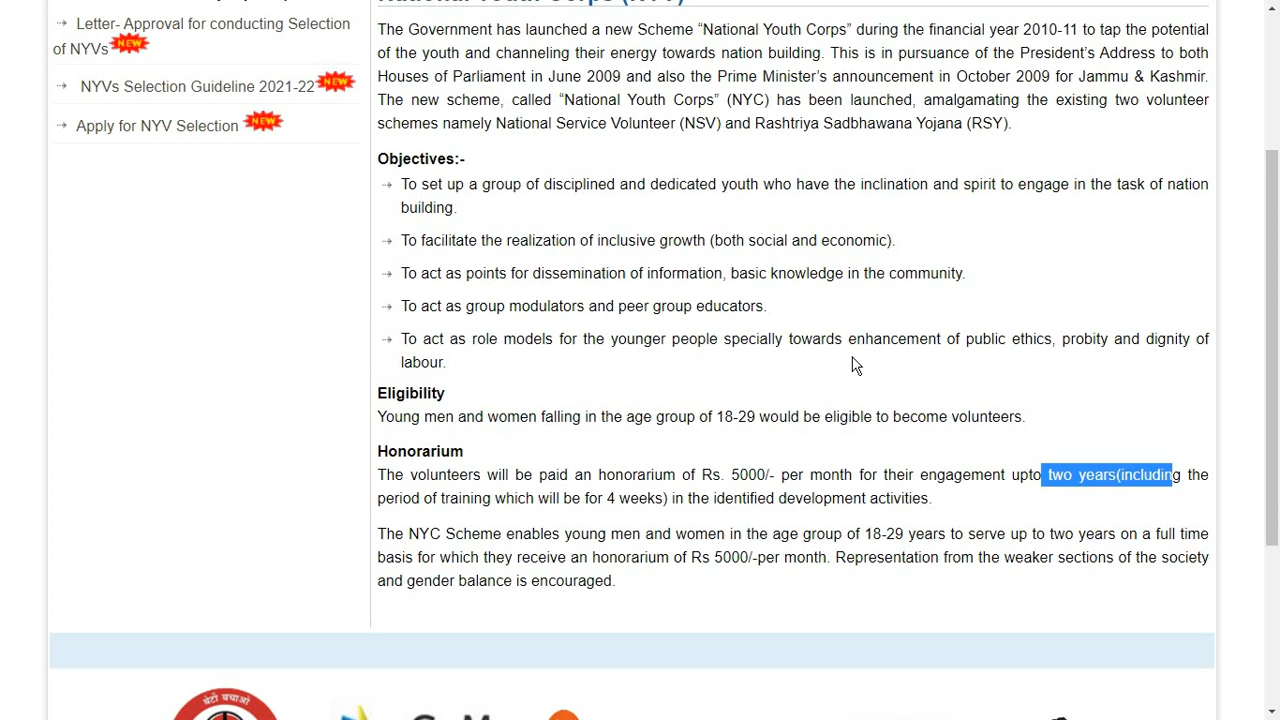 Letter- Approval for conducting Selection
of NYVs NEW
NYVs Selection Guideline 2021-22 NEW
Apply for NYV Selection NEW
National Youth Corps (NYV)
The Government has launched a new Scheme “National Youth Corps” during the financial year 2010-11 to tap the potential
of the youth and channeling their energy towards nation building. This is in pursuance of the President’s Address to both
Houses of Parliament in June 2009 and also the Prime Minister’s announcement in October 2009 for Jammu & Kashmir.
The new scheme, called “National Youth Corps” (NYC) has been launched, amalgamating the existing two volunteer
schemes namely National Service Volunteer (NSV) and Rashtriya Sadbhawana Yojana (RSY).
Objectives:-
To set up a group of disciplined and dedicated youth who have the inclination and spirit to engage in the task of nation
building.
To facilitate the realization of inclusive growth (both social and economic).
To act as points for dissemination of information, basic knowledge in the community.
To act as group modulators and peer group educators.
To act as role models for the younger people specially towards enhancement of public ethics, probity and dignity of
labour.
Eligibility
Young men and women falling in the age group of 18-29 would be eligible to become volunteers.
Honorarium
The volunteers will be paid an honorarium of Rs. 5000/- per month for their engagement upto two years(including the
period of training which will be for 4 weeks) in the identified development activities.
The NYC Scheme enables young men and women in the age group of 18-29 years to serve up to two years on a full time
basis for which they receive an honorarium of Rs 5000/-per month. Representation from the weaker sections of the society
and gender balance is encouraged.
बेटी बचाओ